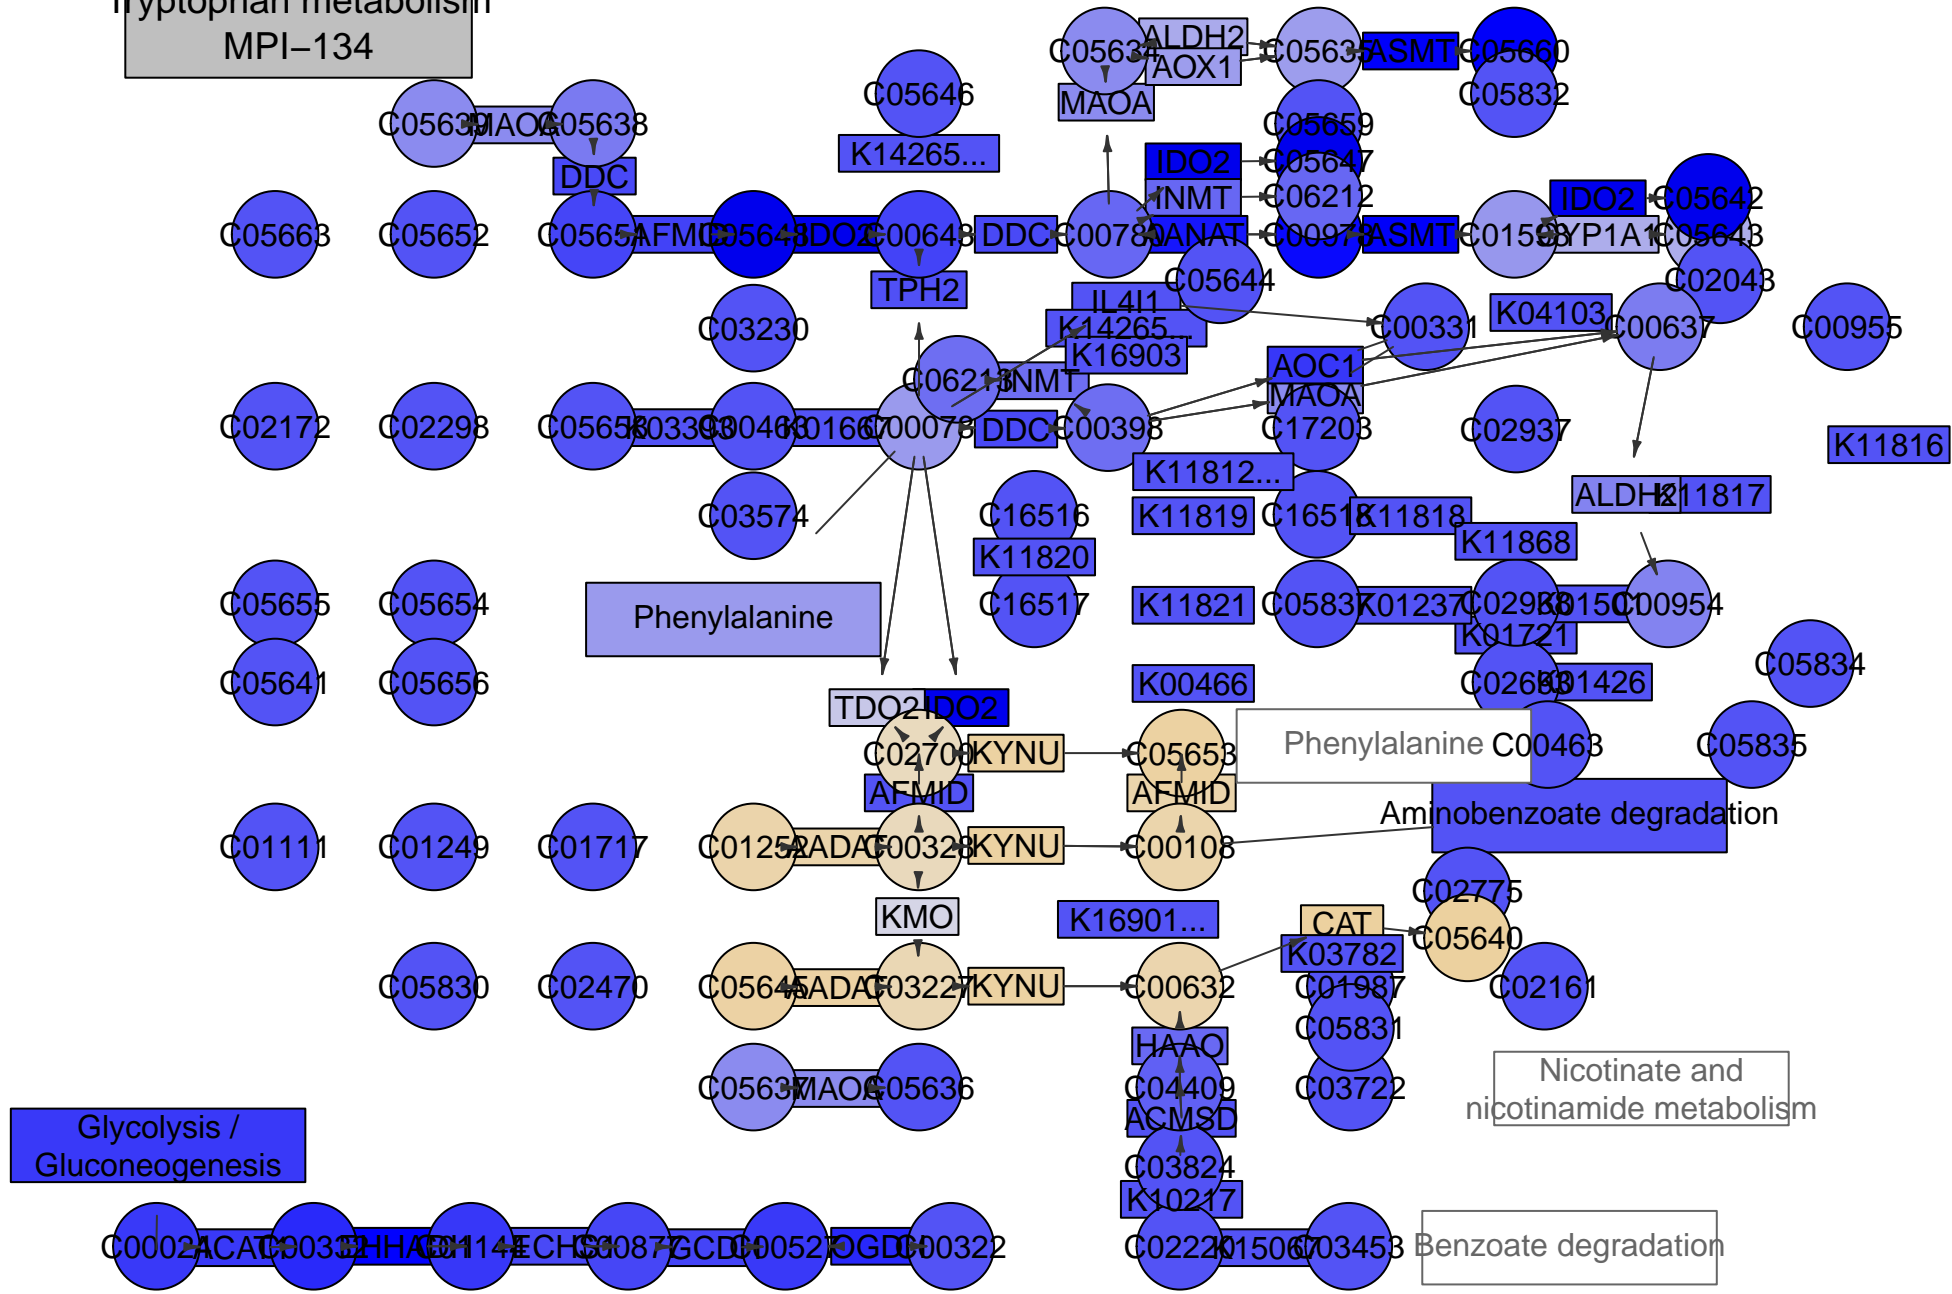 Tryptophan metabolism
MPI−134
C05634
ALDH2
AOX1
C05635
ASMT
C05660
C05832
C05646
MAOA
C05639
MAOA
C05638
C05659
K14265...
IDO2
C05647
DDC
INMT
C06212
IDO2
C05642
C05663
C05652
C05651
AFMID
C05648
IDO2
C00643
DDC
C00780
AANAT
C00978
ASMT
C01598
CYP1A1
C05643
TPH2
C05644
C02043
IL4I1
K04103
C03230
K14265...
C00331
C00637
C00955
K16903
AOC1
C06213
INMT
MAOA
C02172
C02298
C05658
K03393
C00463
K01667
C00078
DDC
C00398
C17203
C02937
K11816
K11812...
ALDH2
K11817
C03574
C16516
K11819
C16518
K11818
K11868
K11820
C05655
C05654
Phenylalanine
C16517
K11821
C05837
K01237
C02938
K01501
C00954
K01721
C05834
C05641
C05656
K00466
C02693
K01426
TDO2
IDO2
C02700
KYNU
C05653
Phenylalanine
C00463
C05835
AFMID
AFMID
Aminobenzoate degradation
C01111
C01249
C01717
C01252
AADAT
C00328
KYNU
C00108
C02775
KMO
K16901...
CAT
C05640
K03782
C05830
C02470
C05645
AADAT
C03227
KYNU
C00632
C01987
C02161
C05831
HAAO
C05637
MAOA
C05636
C04409
C03722
Nicotinate and
nicotinamide metabolism
ACMSD
Glycolysis /
Gluconeogenesis
C03824
K10217
C00024
ACAT1
C00332
EHHADH
C01144
ECHS1
C00877
GCDH
C00527
OGDH
C00322
C02220
K15067
C03453
Benzoate degradation